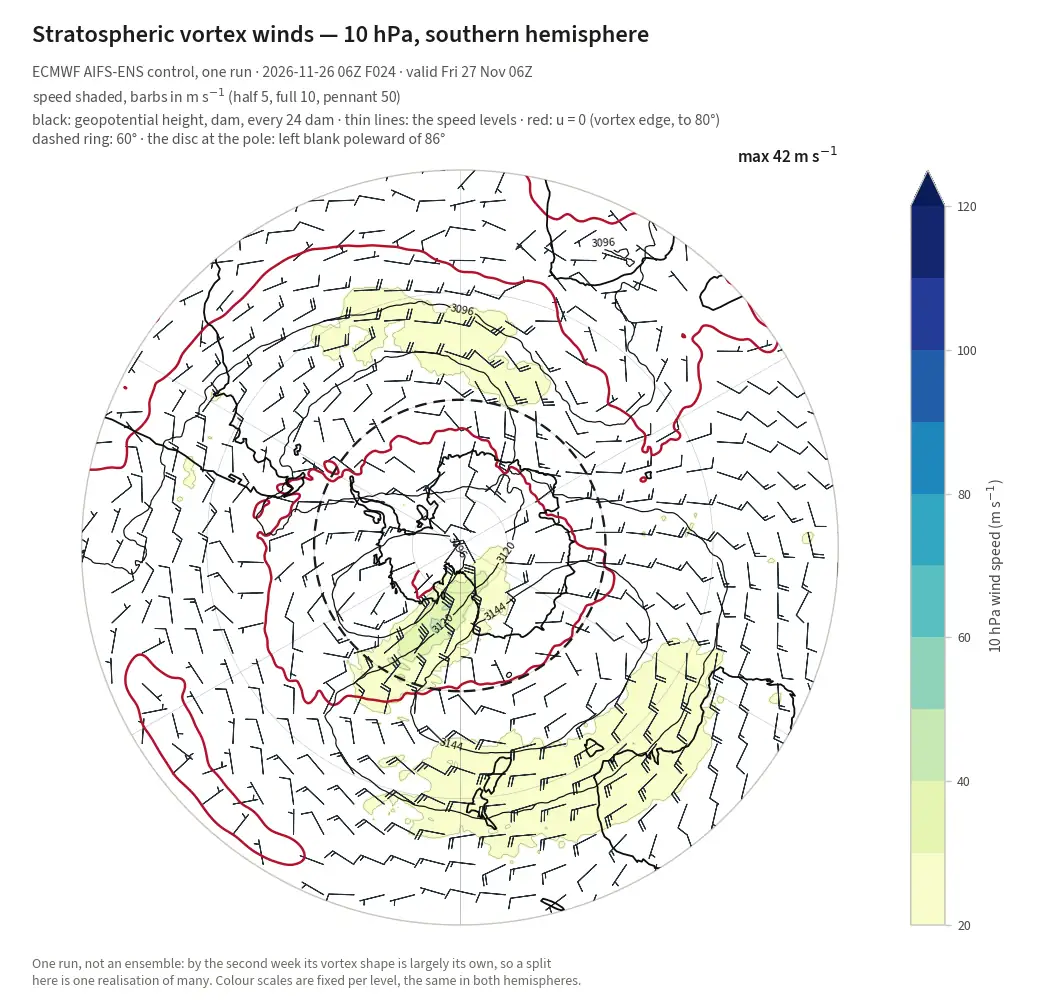 Stratospheric vortex winds — 10 hPa, southern hemisphere
ECMWF AIFS-ENS control, one run · 2026-11-26 06Z F024 · valid Fri 27 Nov 06Z
speed shaded, barbs in m s⁻¹ (half 5, full 10, pennant 50)
black: geopotential height, dam, every 24 dam · thin lines: the speed levels · red: u = 0 (vortex edge, to 80°)
dashed ring: 60° · the disc at the pole: left blank poleward of 86°
max 42 m s⁻¹
120
100
80
60
40
20
10 hPa wind speed (m s⁻¹)
3096
3096
3120
3144
3144
One run, not an ensemble: by the second week its vortex shape is largely its own, so a split
here is one realisation of many. Colour scales are fixed per level, the same in both hemispheres.